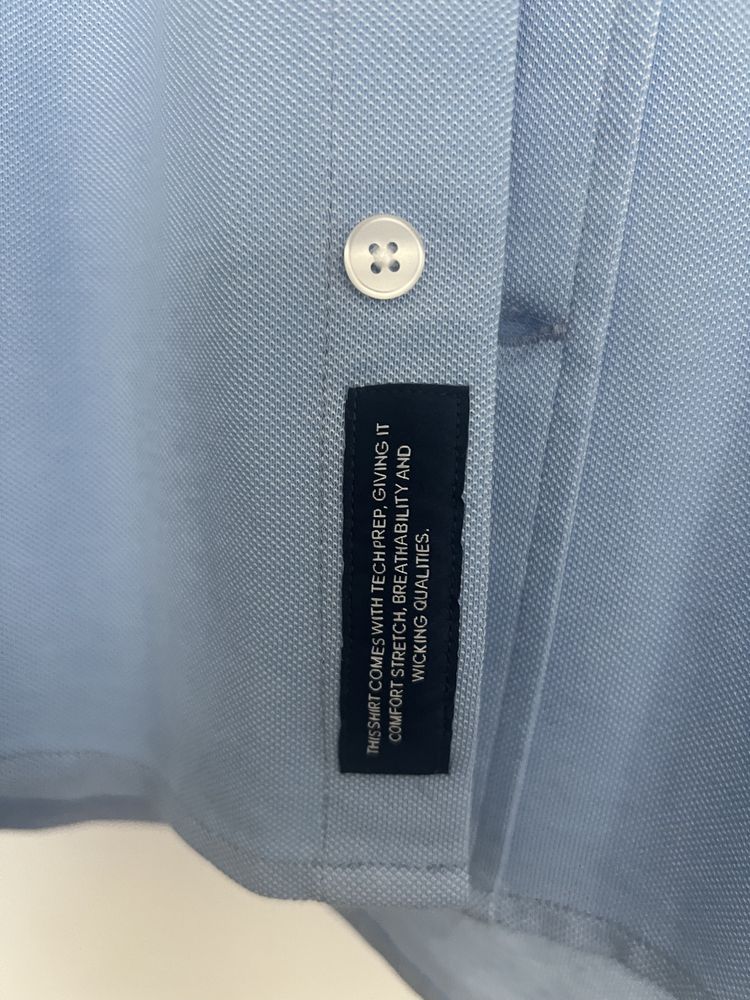 THIS SHIRT COMES WITH TECH PREP, GIVING IT
COMFORT STRETCH, BREATHABILITY AND
WICKING QUALITIES.